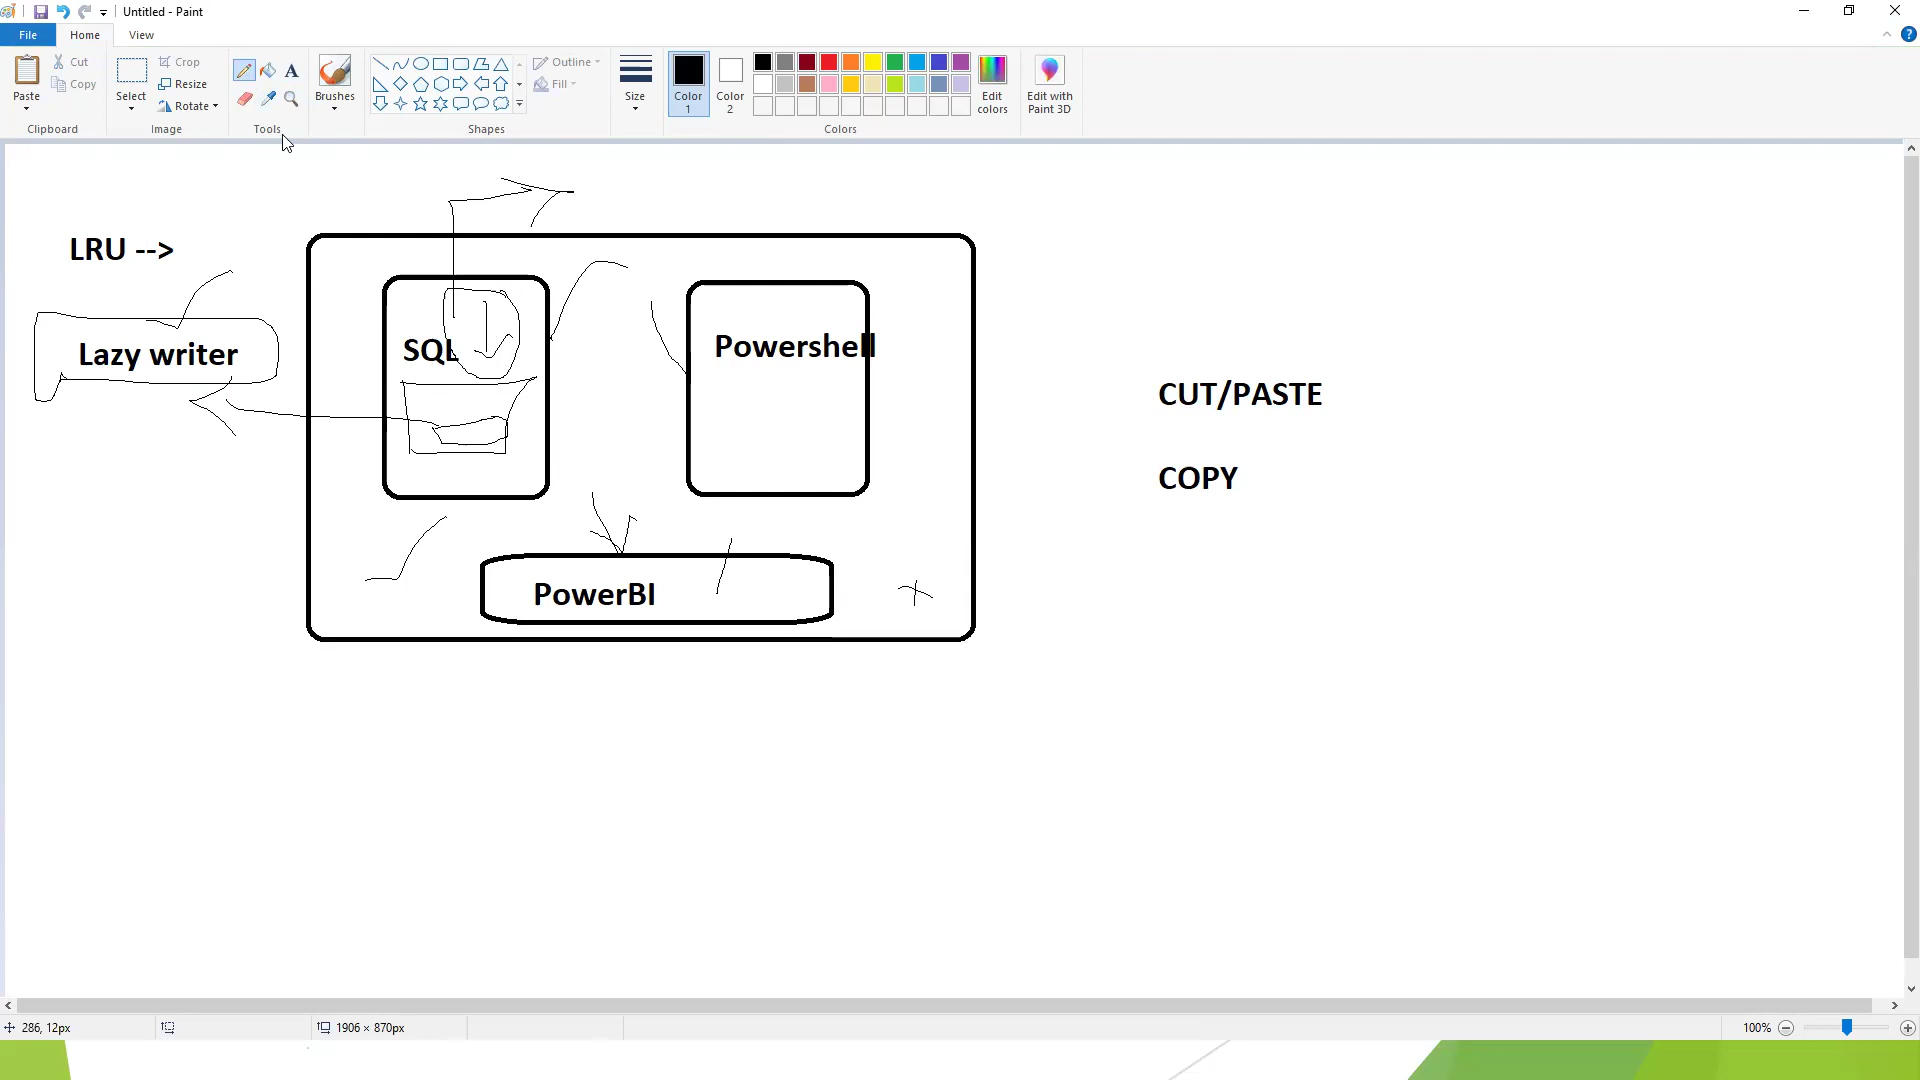 Untitled - Paint
File Home View
Paste
Cut
Copy
Clipboard
Select
Crop
Resize
Rotate
Image
Tools
Brushes
Shapes
Outline
Fill
Size
Color
1
Color
2
Colors
Edit
colors
Edit with
Paint 3D
LRU -->
Lazy writer
SQL
Powershell
PowerBI
CUT/PASTE
COPY
286, 12px
1906 × 870px
100%